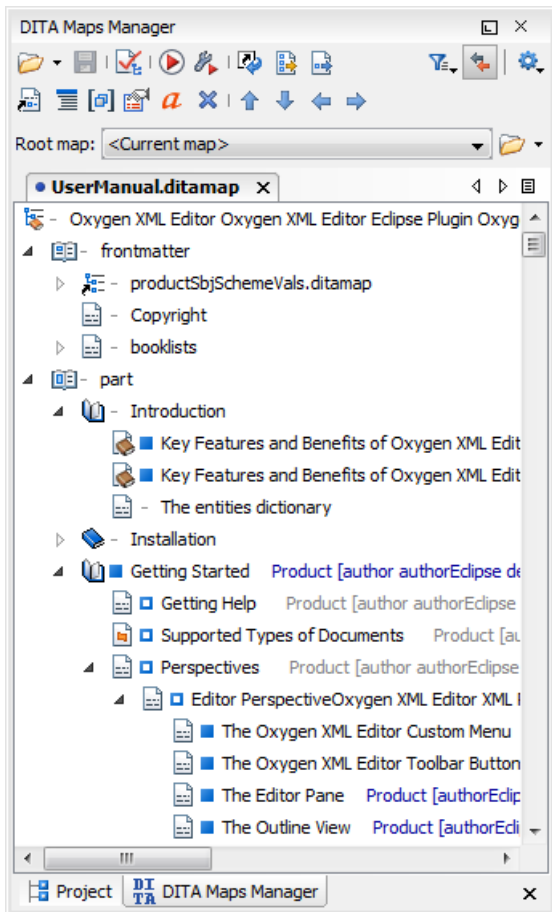 DITA Maps Manager
Root map: <Current map>
UserManual.ditamap
- Oxygen XML Editor Oxygen XML Editor Eclipse Plugin Oxyg
- frontmatter
- productSbjSchemeVals.ditamap
- Copyright
- booklists
- part
- Introduction
Key Features and Benefits of Oxygen XML Edit
Key Features and Benefits of Oxygen XML Edit
- The entities dictionary
- Installation
Getting Started Product [author authorEclipse de
Getting Help Product [author authorEclipse
Supported Types of Documents Product [au
Perspectives Product [author authorEclipse
Editor PerspectiveOxygen XML Editor XML
The Oxygen XML Editor Custom Menu
The Oxygen XML Editor Toolbar Button
The Editor Pane Product [authorEclip
The Outline View Product [authorEcli
Project DITA DITA Maps Manager